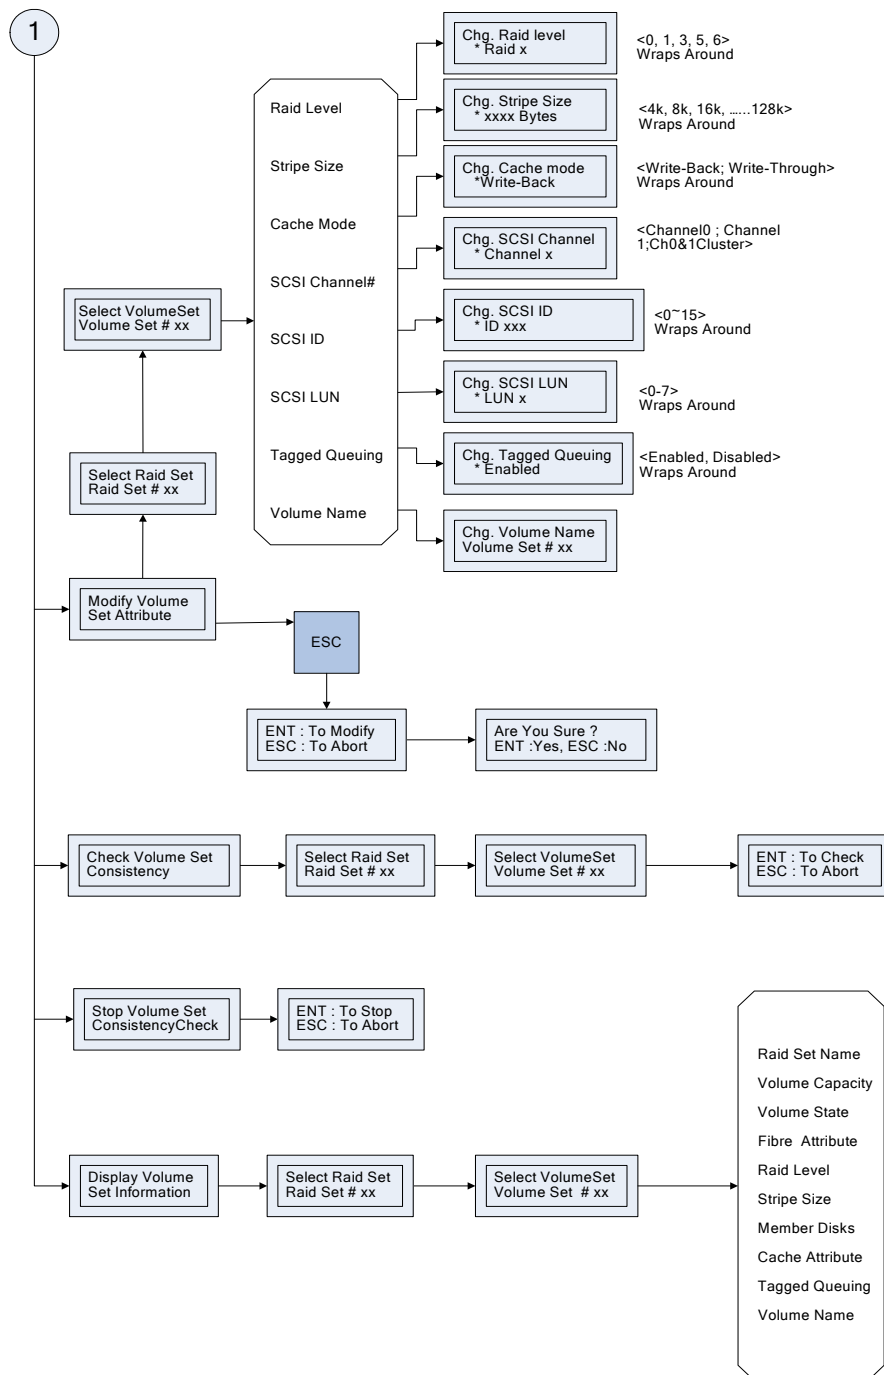 1
Chg. Raid level
* Raid x
<0, 1, 3, 5, 6>
Wraps Around
Raid Level
Chg. Stripe Size
* xxxx Bytes
<4k, 8k, 16k, ......128k>
Wraps Around
Stripe Size
Chg. Cache mode
*Write-Back
<Write-Back; Write-Through>
Wraps Around
Cache Mode
Chg. SCSI Channel
* Channel x
<Channel0 ; Channel
1;Ch0&1Cluster>
SCSI Channel#
Select VolumeSet
Volume Set # xx
Chg. SCSI ID
* ID xxx
<0~15>
Wraps Around
SCSI ID
Chg. SCSI LUN
* LUN x
<0-7>
Wraps Around
SCSI LUN
Tagged Queuing
Chg. Tagged Queuing
* Enabled
<Enabled, Disabled>
Wraps Around
Select Raid Set
Raid Set # xx
Volume Name
Chg. Volume Name
Volume Set # xx
Modify Volume
Set Attribute
ESC
ENT : To Modify
ESC : To Abort
Are You Sure ?
ENT :Yes, ESC :No
Check Volume Set
Consistency
Select Raid Set
Raid Set # xx
Select VolumeSet
Volume Set # xx
ENT : To Check
ESC : To Abort
Stop Volume Set
ConsistencyCheck
ENT : To Stop
ESC : To Abort
Display Volume
Set Information
Select Raid Set
Raid Set # xx
Select VolumeSet
Volume Set # xx
Raid Set Name
Volume Capacity
Volume State
Fibre Attribute
Raid Level
Stripe Size
Member Disks
Cache Attribute
Tagged Queuing
Volume Name